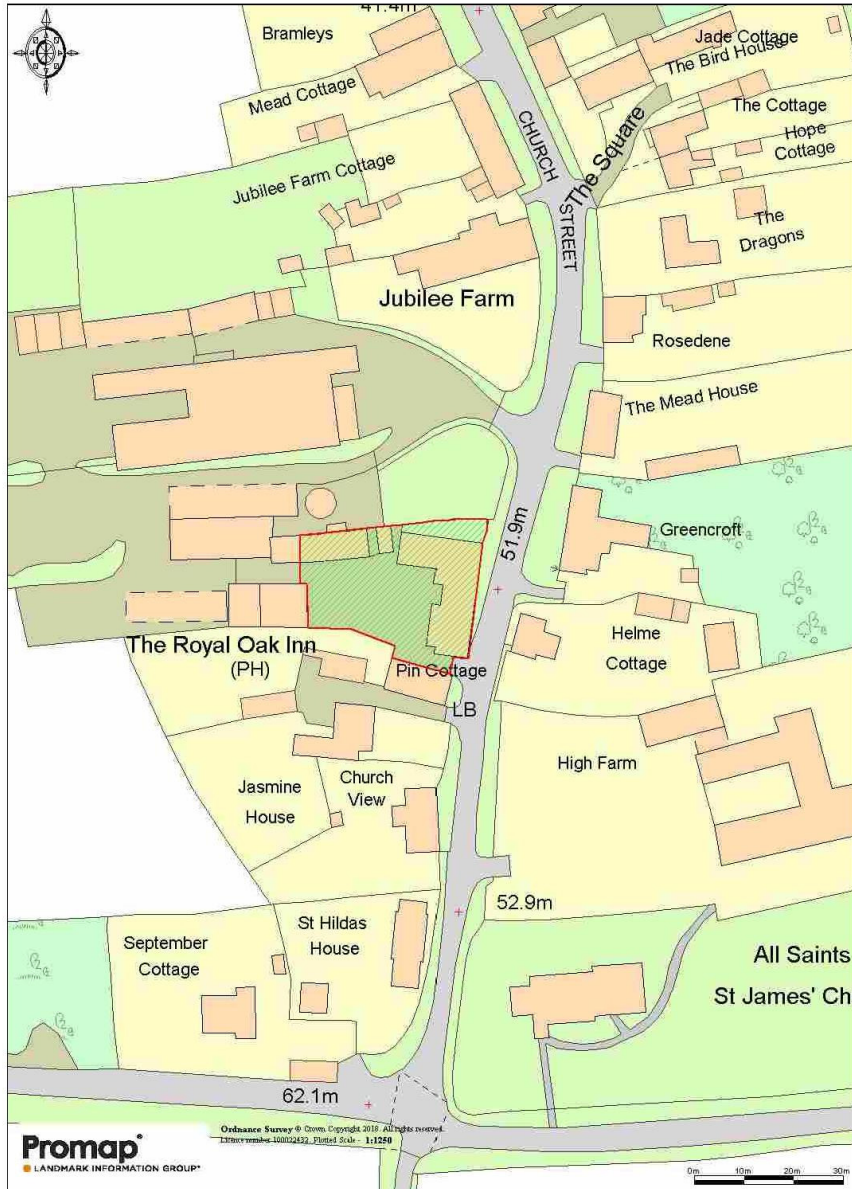 41.4m
Bramleys
Jade Cottage
The Bird House
Mead Cottage
The Cottage
CHURCH
The Square
Hope
Cottage
Jubilee Farm Cottage
STREET
The
Dragons
Jubilee Farm
Rosedene
The Mead House
51.9m
Greencroft
The Royal Oak Inn
(PH)
Helme
Cottage
Pin Cottage
LB
High Farm
Jasmine
House
Church
View
52.9m
St Hildas
House
September
Cottage
All Saints
St James' Ch
62.1m
Ordnance Survey © Crown Copyright 2018. All rights reserved.
Licence number 100022432. Plotted Scale - 1:1250
Promap®
LANDMARK INFORMATION GROUP®
0m 10m 20m 30m